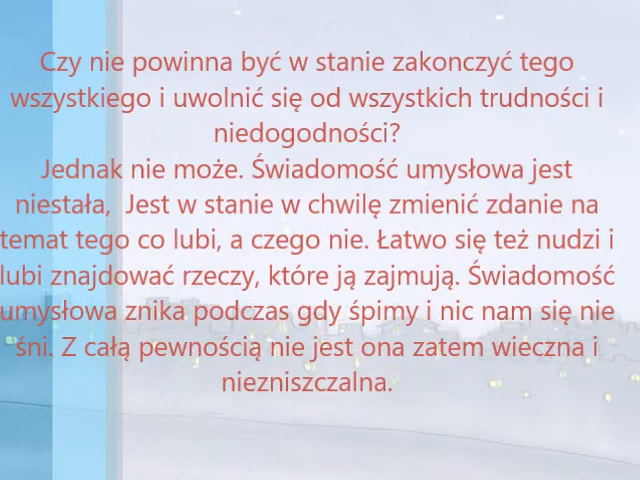 Czy nie powinna być w stanie zakonczyć tego
wszystkiego i uwolnić się od wszystkich trudności i
niedogodności?
Jednak nie może. Świadomość umysłowa jest
niestała,  Jest w stanie w chwilę zmienić zdanie na
temat tego co lubi, a czego nie. Łatwo się też nudzi i
lubi znajdować rzeczy, które ją zajmują. Świadomość
umysłowa znika podczas gdy śpimy i nic nam się nie
śni. Z całą pewnością nie jest ona zatem wieczna i
niezniszczalna.